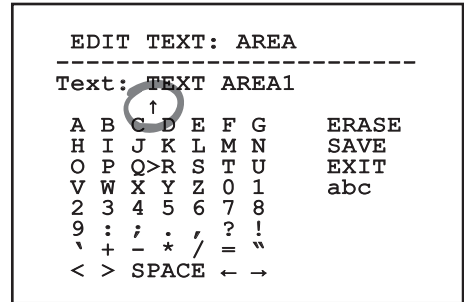 EDIT TEXT: AREA
------------------------
Text: TEXT AREA1
↑
A B C D E F G ERASE
H I J K L M N SAVE
O P Q>R S T U EXIT
V W X Y Z 0 1 abc
2 3 4 5 6 7 8
9 : ; . , ? !
‘ + – * / = “
< > SPACE ← →